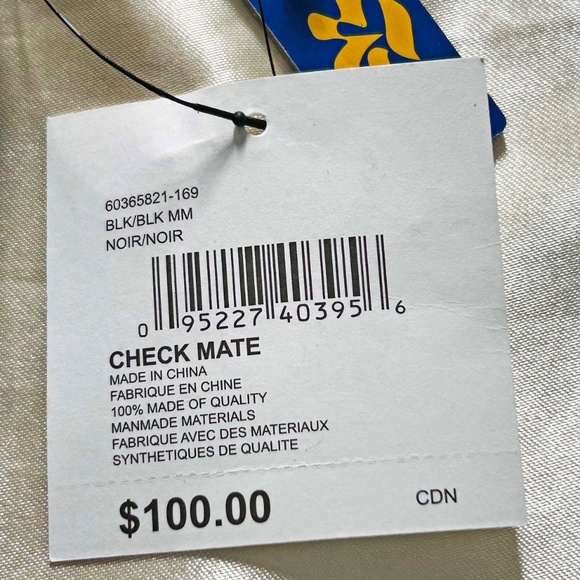 60365821-169
BLK/BLK MM
NOIR/NOIR
0 95227 40395 6
CHECK MATE
MADE IN CHINA
FABRIQUE EN CHINE
100% MADE OF QUALITY
MANMADE MATERIALS
FABRIQUE AVEC DES MATERIAUX
SYNTHETIQUES DE QUALITE
$100.00 CDN